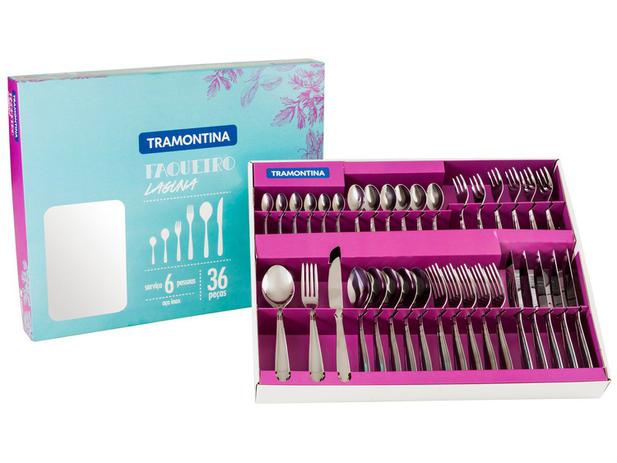 TRAMONTINA
FAQUEIRO
LAGUNA
serviço 6 pessoas
aço inox
36
peças
TRAMONTINA